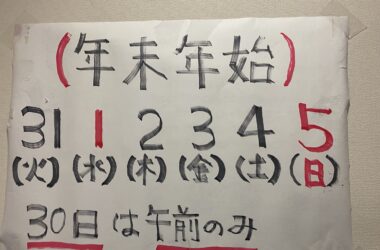 (年末年始)
31 1 2 3 4 5
(火)(水)(木)(金)(土)(日)
30日は午前のみ